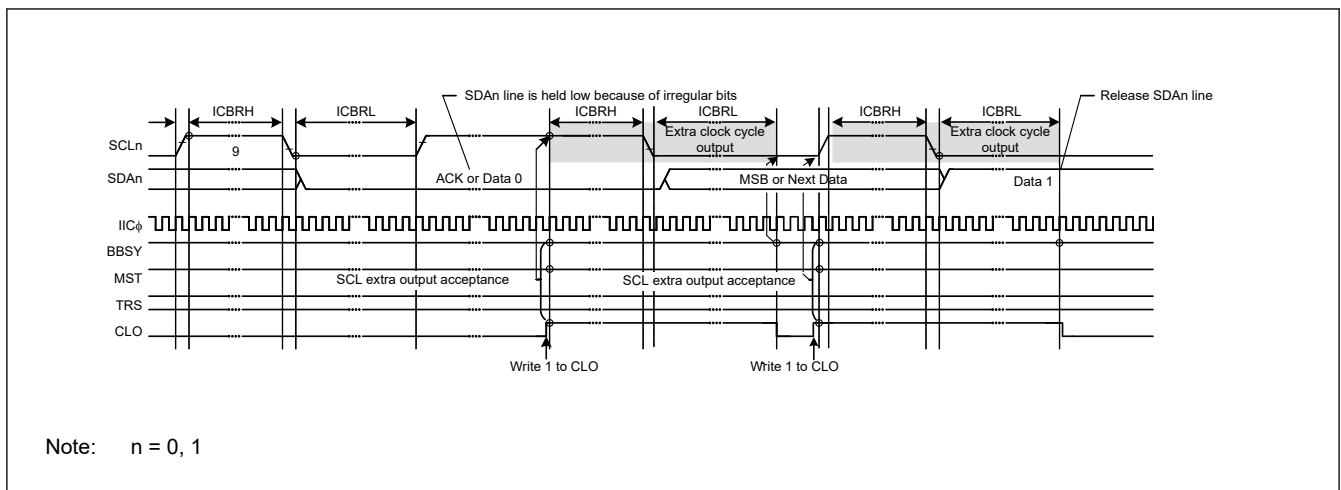 SDAn line is held low because of irregular bits
Release SDAn line
ICBRH
ICBRL
ICBRH
ICBRL
ICBRH
ICBRL
SCLn
9
Extra clock cycle
output
Extra clock cycle
output
SDAn
ACK or Data 0
MSB or Next Data
Data 1
IICϕ
BBSY
MST
SCL extra output acceptance
SCL extra output acceptance
TRS
CLO
Write 1 to CLO
Write 1 to CLO
Note: n = 0, 1